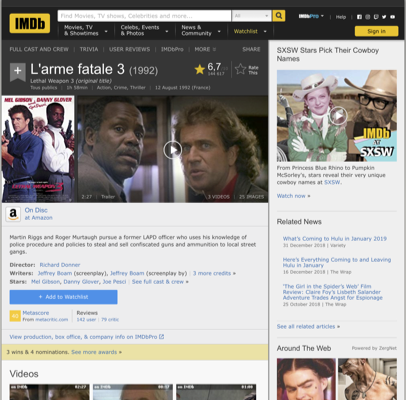 IMDb
Find Movies, TV shows, Celebrities and more...
All
IMDbPro
Help
Movies, TV & Showtimes
Celebs, Events & Photos
News & Community
Watchlist
Sign in
FULL CAST AND CREW | TRIVIA | USER REVIEWS | IMDbPro | MORE
SHARE
L'arme fatale 3 (1992)
Lethal Weapon 3 (original title)
Tous publics | 1h 58min | Action, Crime, Thriller | 12 August 1992 (France)
6,7
Rate This
MEL GIBSON DANNY GLOVER
2:27 | Trailer
3 VIDEOS | 25 IMAGES
On Disc
at Amazon
Martin Riggs and Roger Murtaugh pursue a former LAPD officer who uses his knowledge of
police procedure and policies to steal and sell confiscated guns and ammunition to local street
gangs.
Director: Richard Donner
Writers: Jeffrey Boam (screenplay), Jeffrey Boam (screenplay by) | 3 more credits »
Stars: Mel Gibson, Danny Glover, Joe Pesci | See full cast & crew »
+ Add to Watchlist
Metascore
From metacritic.com
Reviews
142 user | 79 critic
View production, box office, & company info on IMDbPro
3 wins & 4 nominations. See more awards »
Videos
SXSW Stars Pick Their Cowboy
Names
IMDb
at
SXSW
From Princess Blue Rhino to Pumpkin
McSorley's, stars reveal their very
unique cowboy names at SXSW.
Watch now »
Related News
What's Coming to Hulu in January 2019
31 December 2018 | Variety
Here's Everything Coming to and Leaving
Hulu in January
16 December 2018 | The Wrap
'The Girl in the Spider's Web' Film
Review: Claire Foy's Lisbeth Salander
Adventure Trades Angst for Espionage
25 October 2018 | The Wrap
See all related articles »
Around The Web
Powered by ZergNet